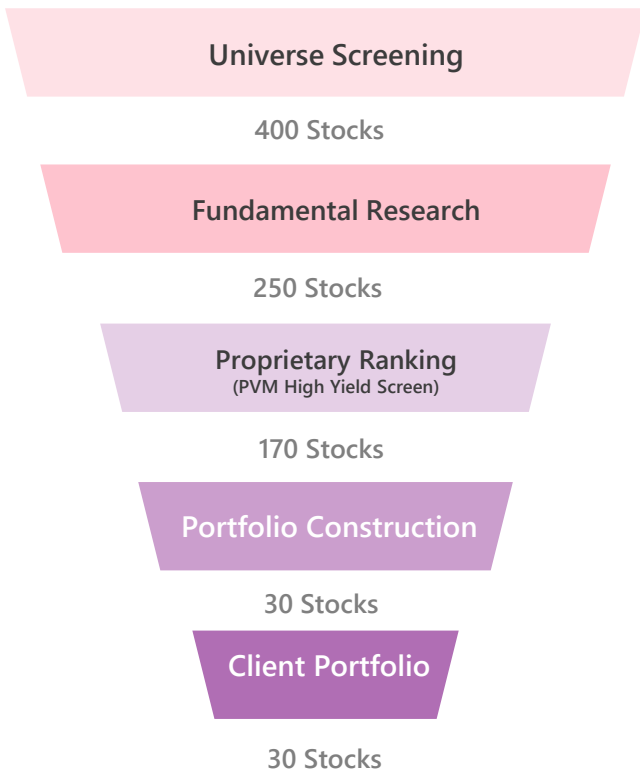 Universe Screening
400 Stocks
Fundamental Research
250 Stocks
Proprietary Ranking
(PVM High Yield Screen)
170 Stocks
Portfolio Construction
30 Stocks
Client Portfolio
30 Stocks